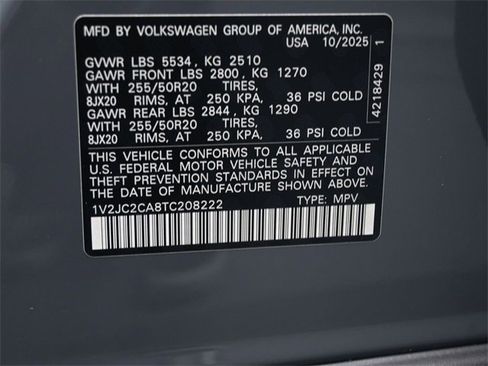 MFD BY VOLKSWAGEN GROUP OF AMERICA, INC.
USA 10/2025
GVWR LBS 5534 , KG 2510
GAWR FRONT LBS 2800 , KG 1270
WITH 255/50R20 TIRES,
8JX20 RIMS, AT 250 KPA, 36 PSI COLD
GAWR REAR LBS 2844 , KG 1290
WITH 255/50R20 TIRES,
8JX20 RIMS, AT 250 KPA, 36 PSI COLD
THIS VEHICLE CONFORMS TO ALL APPLICABLE
U.S. FEDERAL MOTOR VEHICLE SAFETY AND
THEFT PREVENTION STANDARDS IN EFFECT ON
THE DATE OF MANUFACTURE SHOWN ABOVE.
1V2JC2CA8TC208222 TYPE: MPV
4218429 1